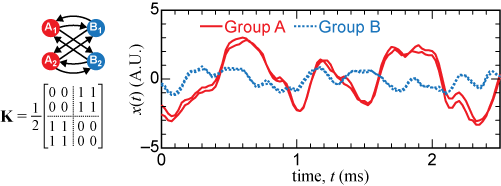 A1 B1
A2 B2
K = 1/2
0 0 1 1
0 0 1 1
1 1 0 0
1 1 0 0
5
0
−5
x(t) (A.U.)
Group A Group B
0 1 2
time, t (ms)